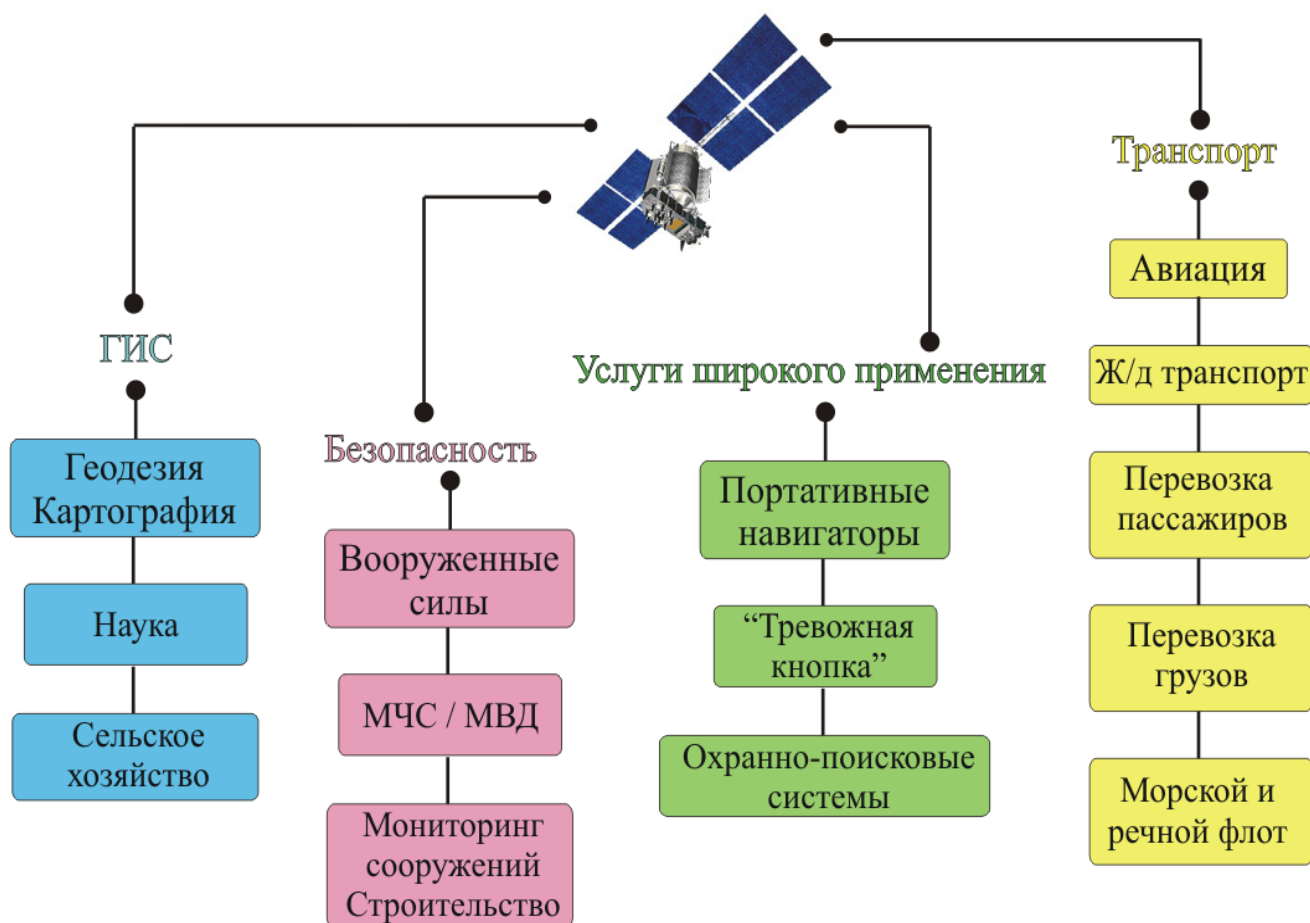 ГИС
Геодезия
Картография
Наука
Сельское
хозяйство
Безопасность
Вооруженные
силы
МЧС / МВД
Мониторинг
сооружений
Строительство
Услуги широкого применения
Портативные
навигаторы
“Тревожная
кнопка”
Охранно-поисковые
системы
Транспорт
Авиация
Ж/д транспорт
Перевозка
пассажиров
Перевозка
грузов
Морской и
речной флот